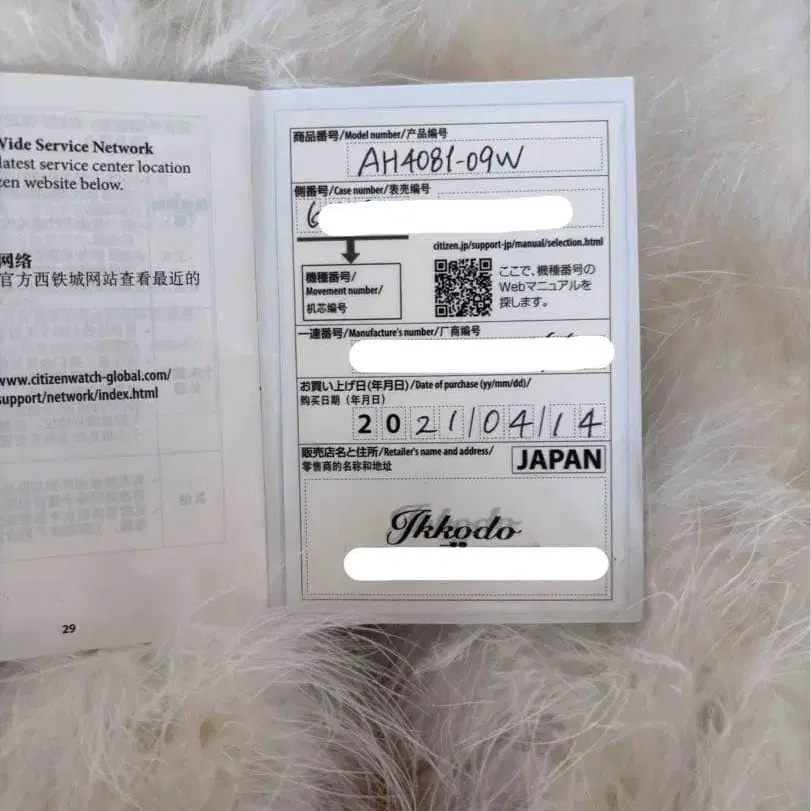 Wide Service Network
latest service center location
zen website below.
网络
官方西铁城网站查看最近的
www.citizenwatch-global.com/
support/network/index.html
29
商品番号/Model number/产品编号
AH4081-09W
側番号/Case number/表壳编号
6
citizen.jp/support-jp/manual/selection.html
機種番号/
Movement number/
机芯编号
ここで、機種番号の
Webマニュアルを
探します。
一連番号/Manufacture's number/厂商编号
お買い上げ日(年月日)/Date of purchase (yy/mm/dd)/
购买日期(年月日)
2021/04/14
販売店名と住所/Retailer's name and address/
零售商的名称和地址
JAPAN
Jkkodo